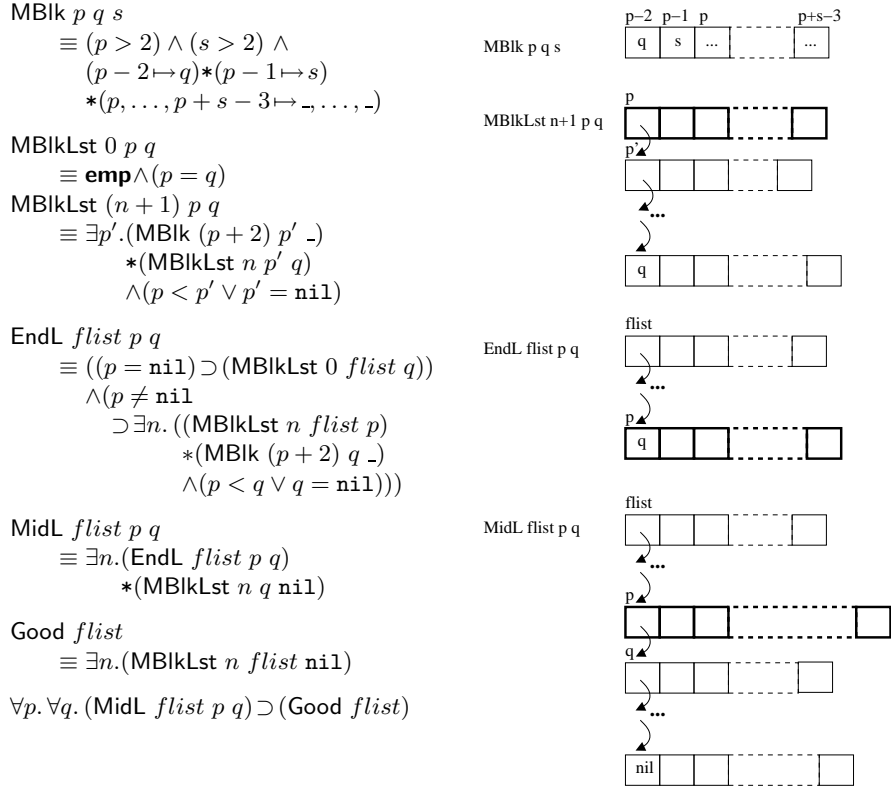 MBlk p q s
≡ (p > 2) ∧ (s > 2) ∧
(p − 2 ↦ q)*(p − 1 ↦ s)
*(p, . . . , p + s − 3 ↦ _, . . . , _)
MBlkLst 0 p q
≡ emp∧(p = q)
MBlkLst (n + 1) p q
≡ ∃p′.(MBlk (p + 2) p′ _)
*(MBlkLst n p′ q)
∧(p < p′ ∨ p′ = nil)
EndL flist p q
≡ ((p = nil) ⊃ (MBlkLst 0 flist q))
∧(p ≠ nil
⊃ ∃n. ((MBlkLst n flist p)
*(MBlk (p + 2) q _)
∧(p < q ∨ q = nil)))
MidL flist p q
≡ ∃n.(EndL flist p q)
*(MBlkLst n q nil)
Good flist
≡ ∃n.(MBlkLst n flist nil)
∀p. ∀q. (MidL flist p q) ⊃ (Good flist)
p−2 p−1 p p+s−3
MBlk p q s q s ... ...
p
MBlkLst n+1 p q
p'
...
q
flist
EndL flist p q
...
p
q
flist
MidL flist p q
...
p
q
...
nil